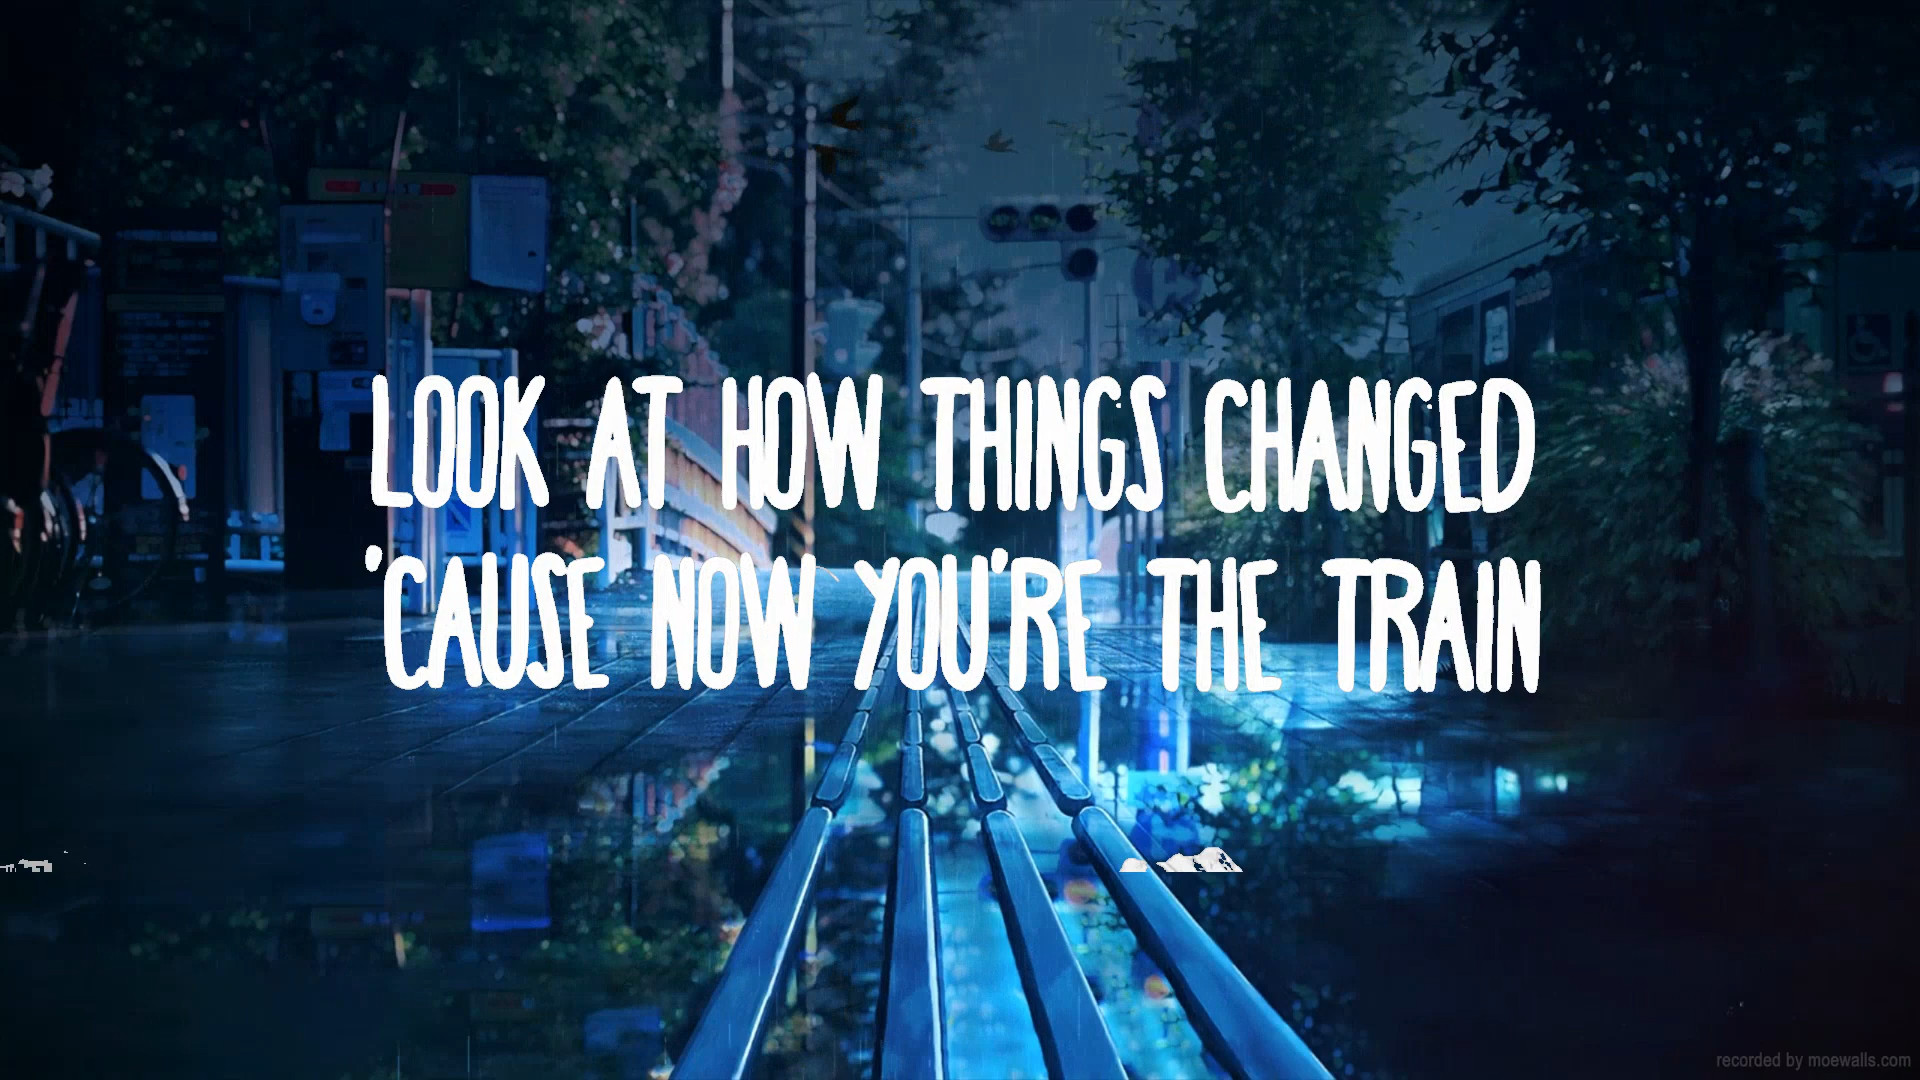 LOOK AT HOW THINGS CHANGED
'CAUSE NOW YOU'RE THE TRAIN
recorded by moewalls.com